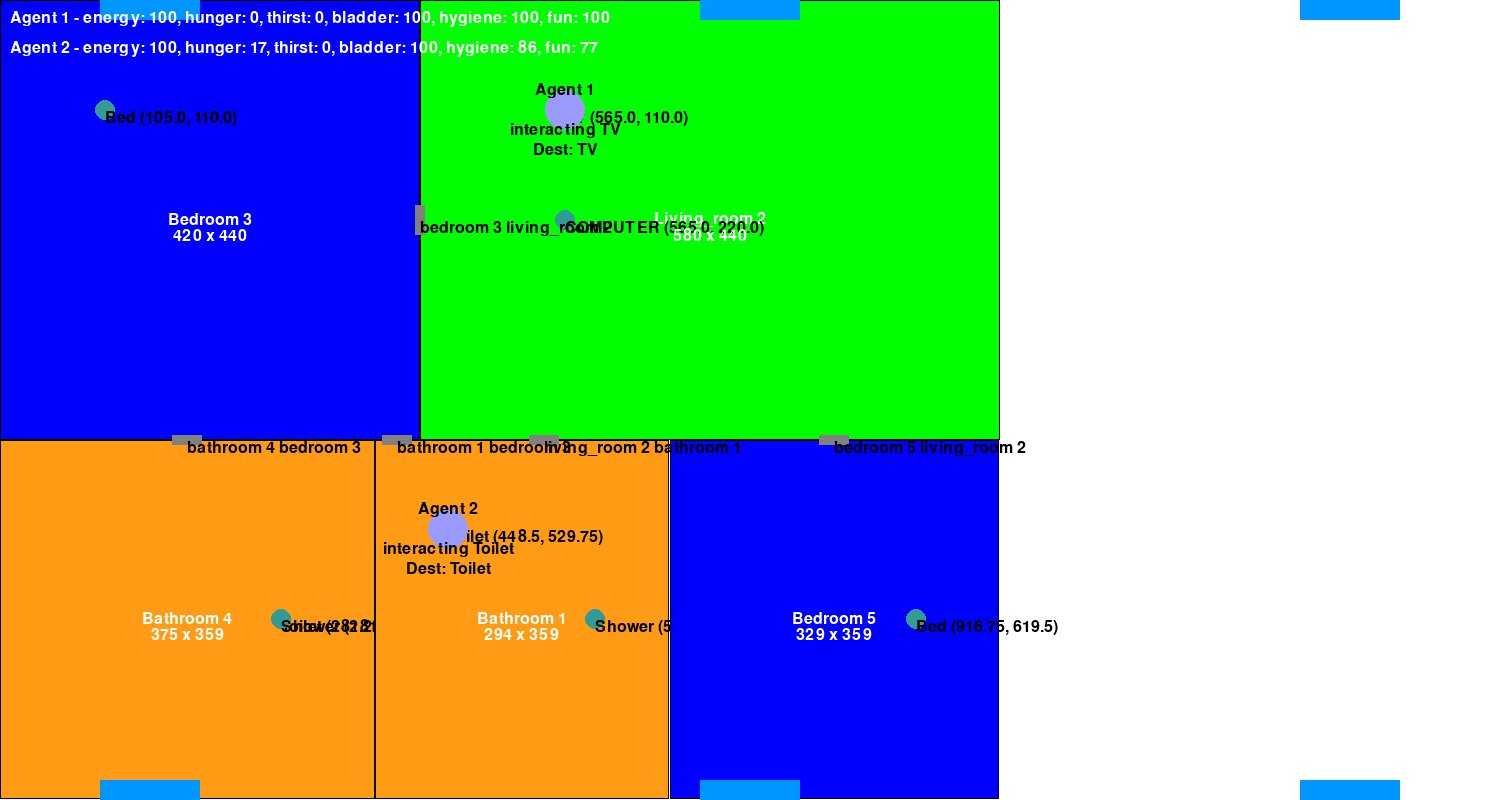 Agent 1 - energy: 100, hunger: 0, thirst: 0, bladder: 100, hygiene: 100, fun: 100
Agent 2 - energy: 100, hunger: 17, thirst: 0, bladder: 100, hygiene: 86, fun: 77
Agent 1
Bed (105.0, 110.0)
(565.0, 110.0)
interacting TV
Dest: TV
Bedroom 3
420 x 440
Living_room 2
580 x 440
bedroom 3 living_room 2
COMPUTER (565.0, 220.0)
bathroom 4 bedroom 3
bathroom 1 bedroom 3
living_room 2 bathroom 1
bedroom 5 living_room 2
Agent 2
ilet (448.5, 529.75)
interacting Toilet
Dest: Toilet
Bathroom 4
375 x 359
Bathroom 1
294 x 359
Shower (5
Bedroom 5
329 x 359
Bed (916.75, 619.5)